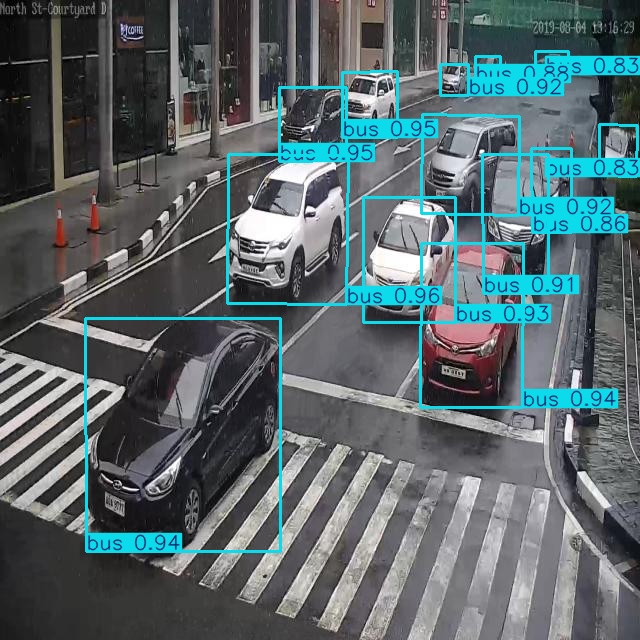 North St-Courtyard D
2019-08-04 13:16:29
COFFEE
bus 0.83
bus 0.88
bus 0.92
bus 0.95
bus 0.95
bus 0.83
bus 0.92
bus 0.86
bus 0.91
bus 0.96
bus 0.93
bus 0.94
bus 0.94